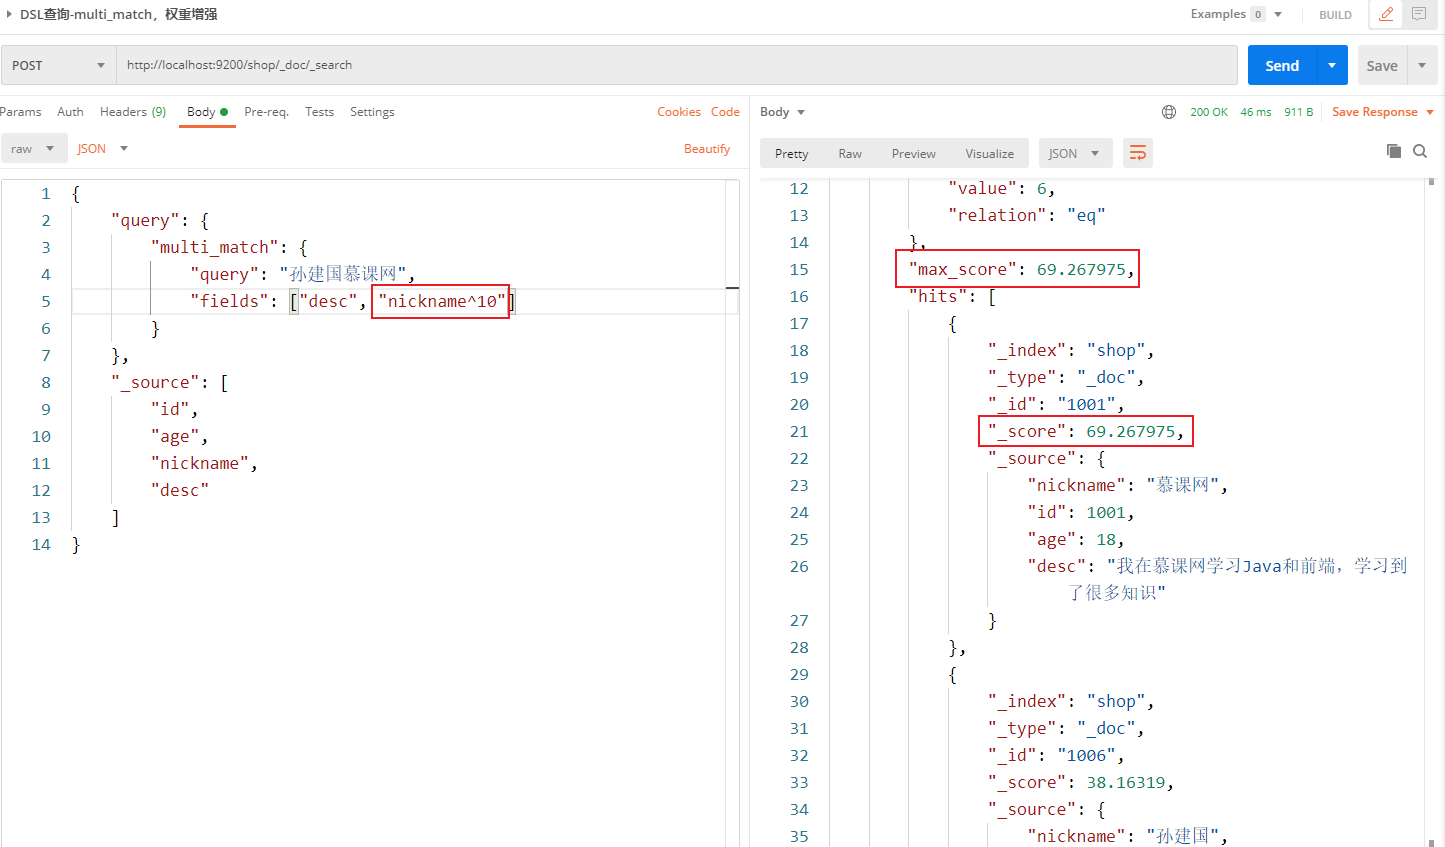 DSL查询-multi_match，权重增强
Examples 0
BUILD
POST
http://localhost:9200/shop/_doc/_search
Send
Save
Params Auth Headers (9) Body Pre-req. Tests Settings Cookies Code
raw JSON Beautify
1 {
2 "query": {
3 "multi_match": {
4 "query": "孙建国慕课网",
5 "fields": ["desc", "nickname^10"]
6 }
7 },
8 "_source": [
9 "id",
10 "age",
11 "nickname",
12 "desc"
13 ]
14 }
Body 200 OK 46 ms 911 B Save Response
Pretty Raw Preview Visualize JSON
12 "value": 6,
13 "relation": "eq"
14 },
15 "max_score": 69.267975,
16 "hits": [
17 {
18 "_index": "shop",
19 "_type": "_doc",
20 "_id": "1001",
21 "_score": 69.267975,
22 "_source": {
23 "nickname": "慕课网",
24 "id": 1001,
25 "age": 18,
26 "desc": "我在慕课网学习Java和前端，学习到
了很多知识"
27 }
28 },
29 {
30 "_index": "shop",
31 "_type": "_doc",
32 "_id": "1006",
33 "_score": 38.16319,
34 "_source": {
35 "nickname": "孙建国",